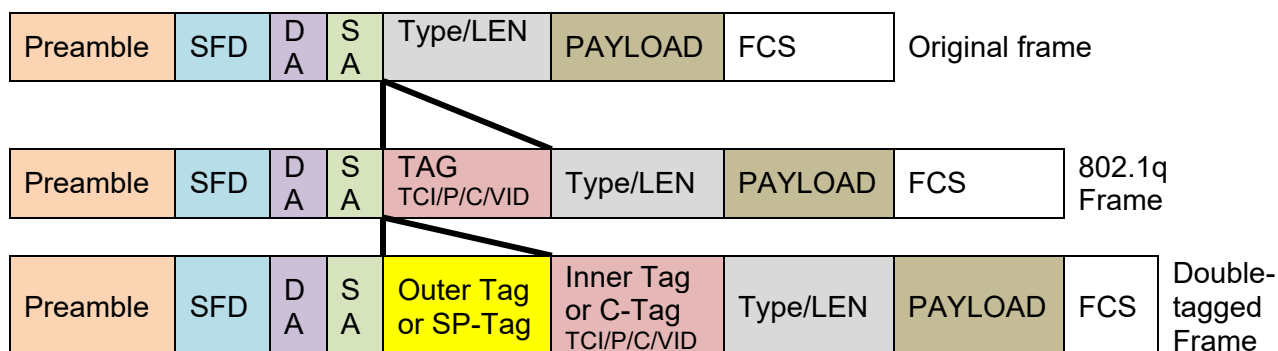 Preamble SFD D A S A Type/LEN PAYLOAD FCS Original frame
Preamble SFD D A S A TAG TCI/P/C/VID Type/LEN PAYLOAD FCS 802.1q Frame
Preamble SFD D A S A Outer Tag or SP-Tag Inner Tag or C-Tag TCI/P/C/VID Type/LEN PAYLOAD FCS Double-tagged Frame